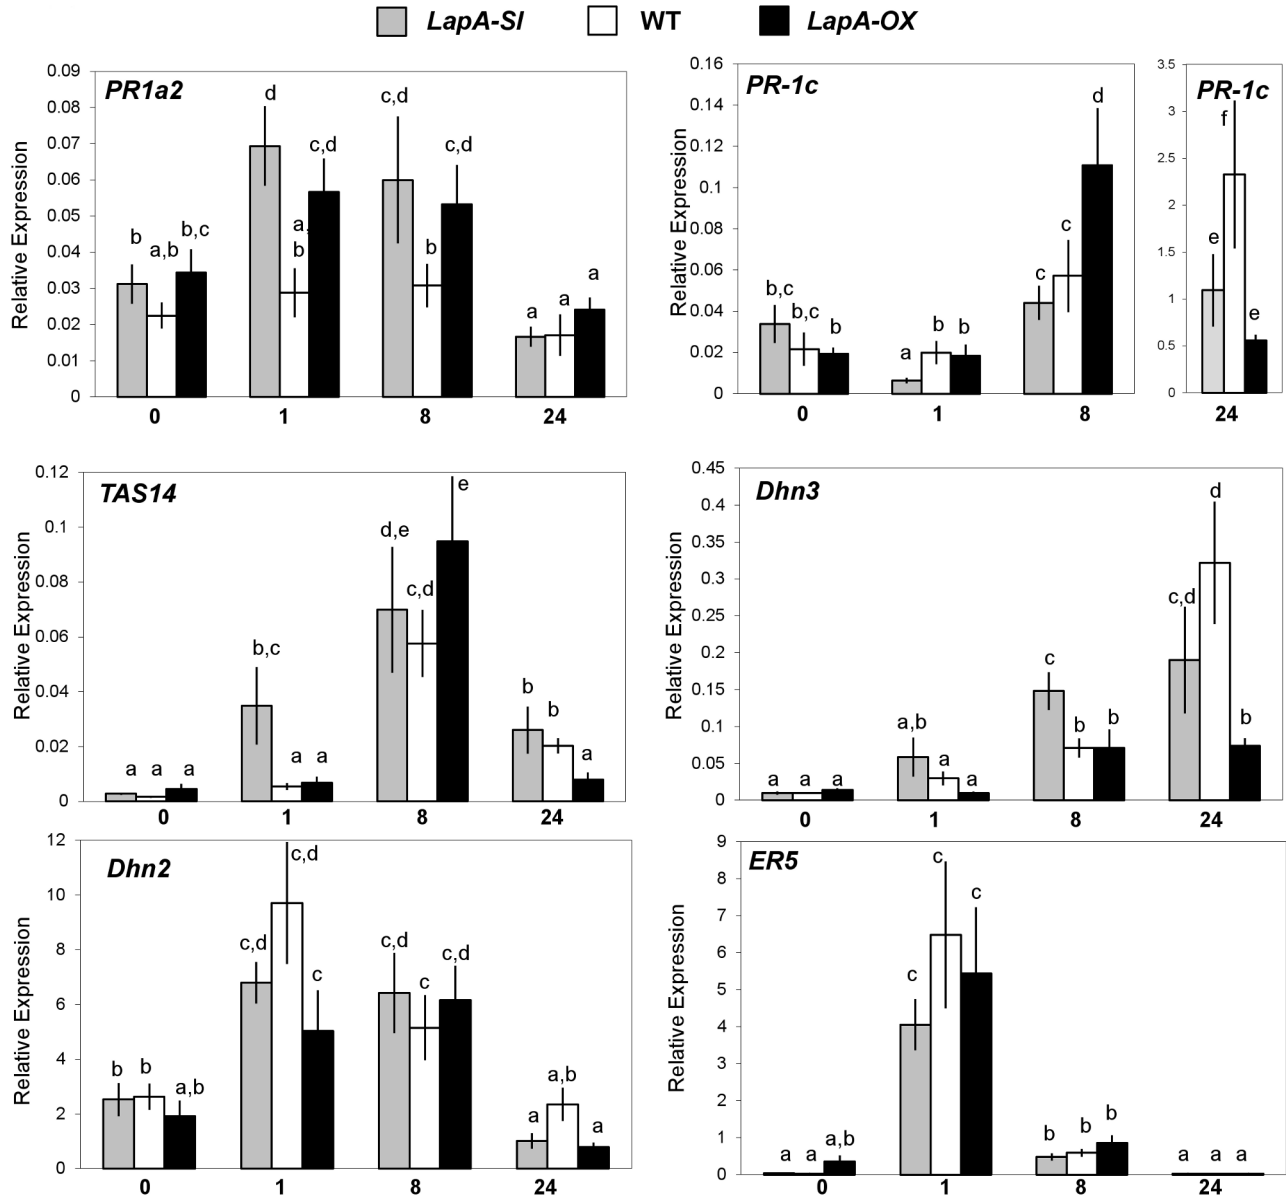 LapA-SI WT LapA-OX
PR1a2
Relative Expression
0.09
0.08
0.07
0.06
0.05
0.04
0.03
0.02
0.01
0
b a,b b,c
d a, b c,d
c,d b c,d
a a a
0 1 8 24
PR-1c
Relative Expression
0.16
0.14
0.12
0.1
0.08
0.06
0.04
0.02
0
b,c b,c b
a b b
c c d
0 1 8
PR-1c
3.5
3
2.5
2
1.5
1
0.5
0
e f e
24
TAS14
Relative Expression
0.12
0.1
0.08
0.06
0.04
0.02
0
a a a
b,c a a
d,e c,d e
b b a
0 1 8 24
Dhn3
Relative Expression
0.45
0.4
0.35
0.3
0.25
0.2
0.15
0.1
0.05
0
a a a
a,b a a
c b b
c,d d b
0 1 8 24
Dhn2
Relative Expression
12
10
8
6
4
2
0
b b a,b
c,d c,d c
c,d c c,d
a a,b a
0 1 8 24
ER5
Relative Expression
9
8
7
6
5
4
3
2
1
0
a a a,b
c c c
b b b
a a a
0 1 8 24